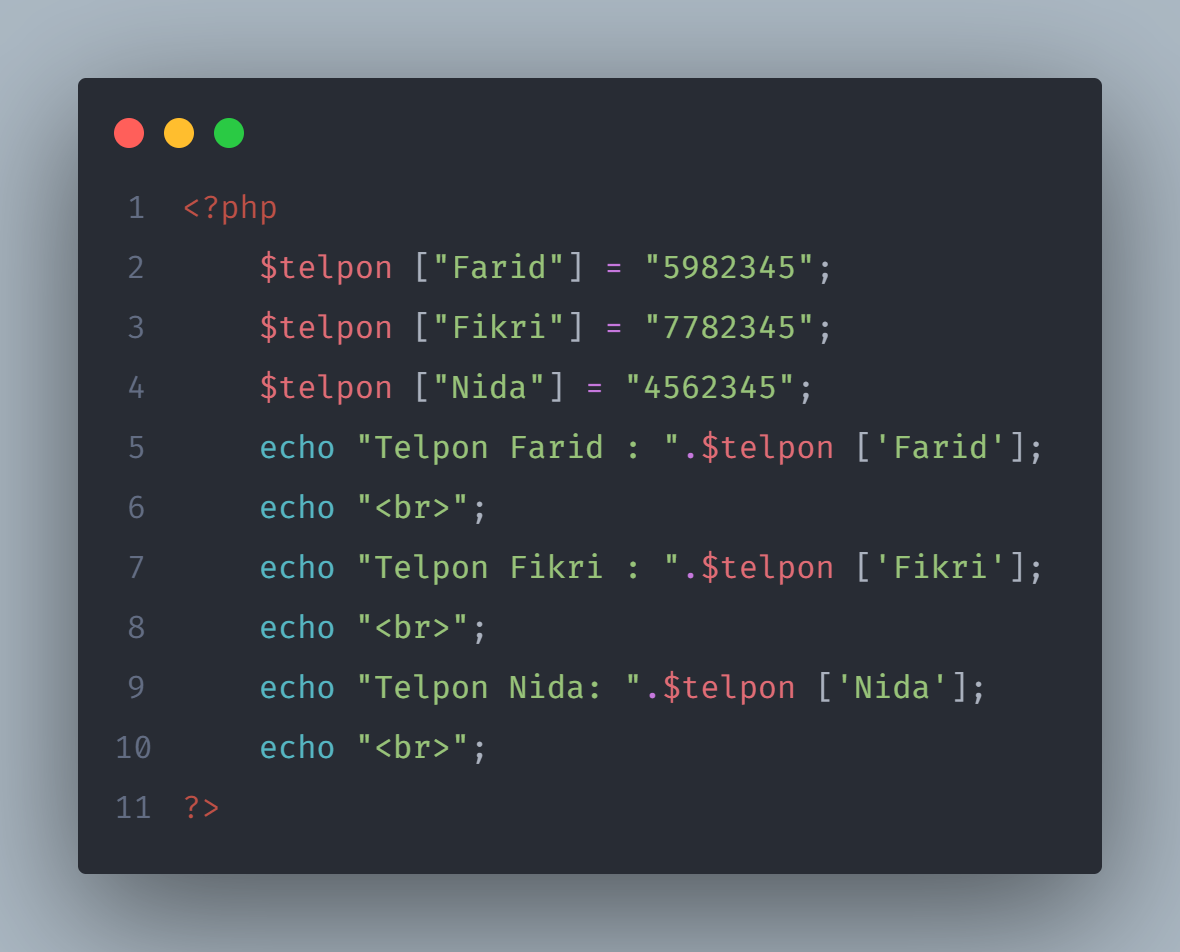 1 <?php
2     $telpon ["Farid"] = "5982345";
3     $telpon ["Fikri"] = "7782345";
4     $telpon ["Nida"] = "4562345";
5     echo "Telpon Farid : ".$telpon ['Farid'];
6     echo "<br>";
7     echo "Telpon Fikri : ".$telpon ['Fikri'];
8     echo "<br>";
9     echo "Telpon Nida: ".$telpon ['Nida'];
10     echo "<br>";
11 ?>